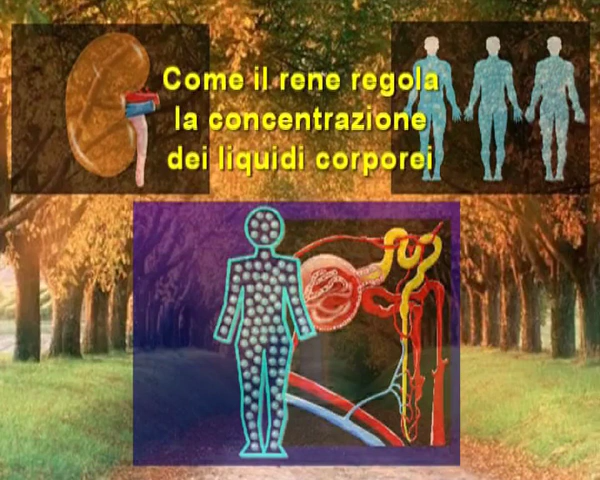 Come il rene regola
la concentrazione
dei liquidi corporei